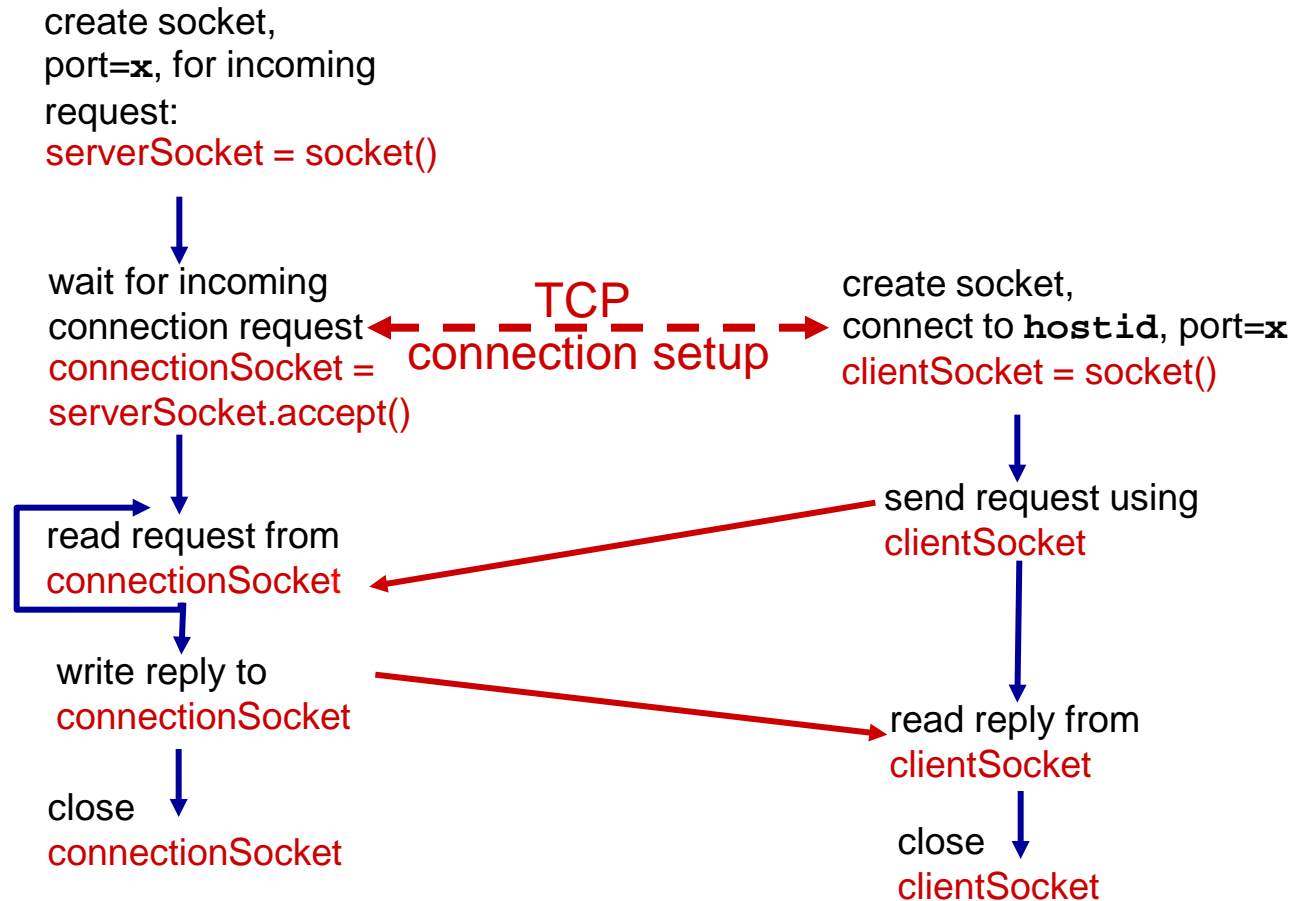 create socket,
port=x, for incoming
request:
serverSocket = socket()
wait for incoming
connection request
connectionSocket =
serverSocket.accept()
TCP
connection setup
create socket,
connect to hostid, port=x
clientSocket = socket()
read request from
connectionSocket
send request using
clientSocket
write reply to
connectionSocket
read reply from
clientSocket
close
connectionSocket
close
clientSocket